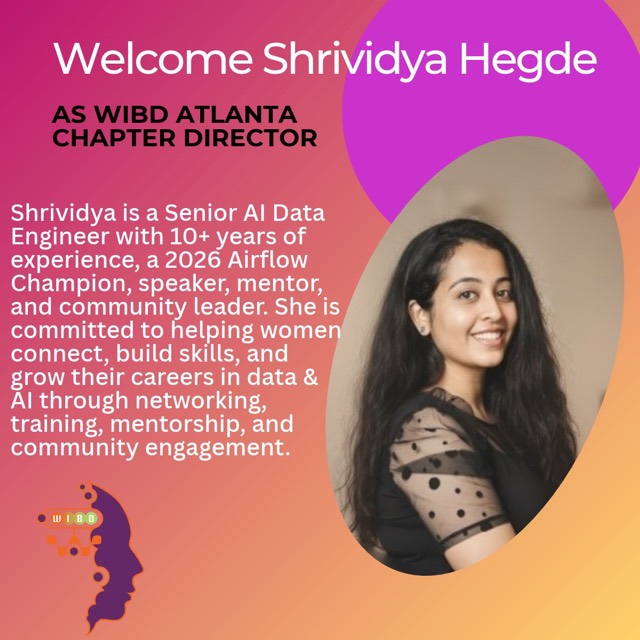 Welcome Shrividya Hegde
AS WIBD ATLANTA
CHAPTER DIRECTOR
Shrividya is a Senior AI Data
Engineer with 10+ years of
experience, a 2026 Airflow
Champion, speaker, mentor,
and community leader. She is
committed to helping women
connect, build skills, and
grow their careers in data &
AI through networking,
training, mentorship, and
community engagement.
WIBD